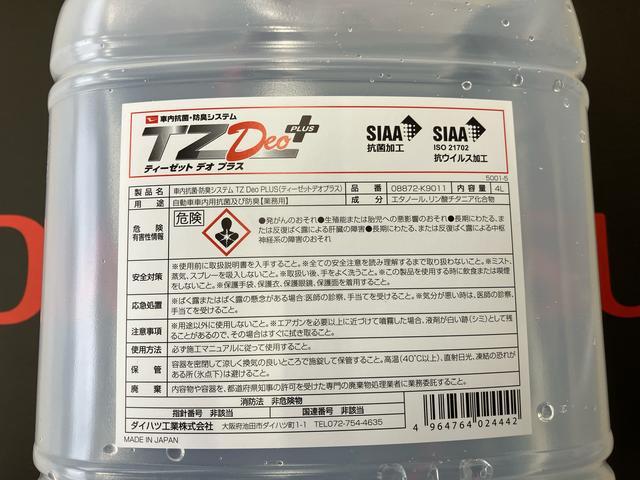 車内抗菌・防臭システム
TZ Deo PLUS
ティーゼット デオ プラス
SIAA
抗菌加工
SIAA
ISO 21702
抗ウイルス加工
5001-5
製品名 車内抗菌・防臭システム TZ Deo PLUS(ティーゼットデオプラス) 品番 08872-K9011 内容量 4L
用途 自動車車内用抗菌及び防臭【業務用】 成分 エタノール、リン酸チタニア化合物
危険有害性情報
危険
●発がんのおそれ●生殖能または胎児への悪影響のおそれ●長期にわたる、ま
たは反復ばく露による肝臓の障害●長期にわたる、または反復ばく露による中枢
神経系の障害のおそれ
安全対策 ※使用前に取扱説明書を入手すること。※全ての安全注意を読み理解するまで取り扱わないこと。※ミスト、
蒸気、スプレーを吸入しないこと。※取扱い後、手をよく洗うこと。※この製品を使用する時に飲食または喫煙
をしないこと。※保護手袋、保護衣、保護眼鏡、保護面を着用すること。
応急処置 ※ばく露またはばく露の懸念がある場合:医師の診察、手当てを受けること。※気分が悪い時は、医師の診察、
手当てを受けること。
注意事項 ※用途以外に使用しないこと。※エアガンを必要以上に近づけて噴霧した場合、液剤が白い跡(シミ)として残
ることがあるので、その場合はすぐに拭き取ること。
使用方法 必ず施工マニュアルに従って使用すること。
保管 容器を密閉して涼しく換気の良いところで施錠して保管すること。高温(40℃以上)、直射日光、凍結の恐れが
ある所(氷点下)は避けること。
廃棄 内容物や容器を、都道府県知事の許可を受けた専門の廃棄物処理業者に業務委託すること。
消防法 非危険物
指針番号 非該当 国連番号 非該当
ダイハツ工業株式会社 大阪府池田市ダイハツ町1-1 TEL072-754-4635
MADE IN JAPAN
4 964764 024442